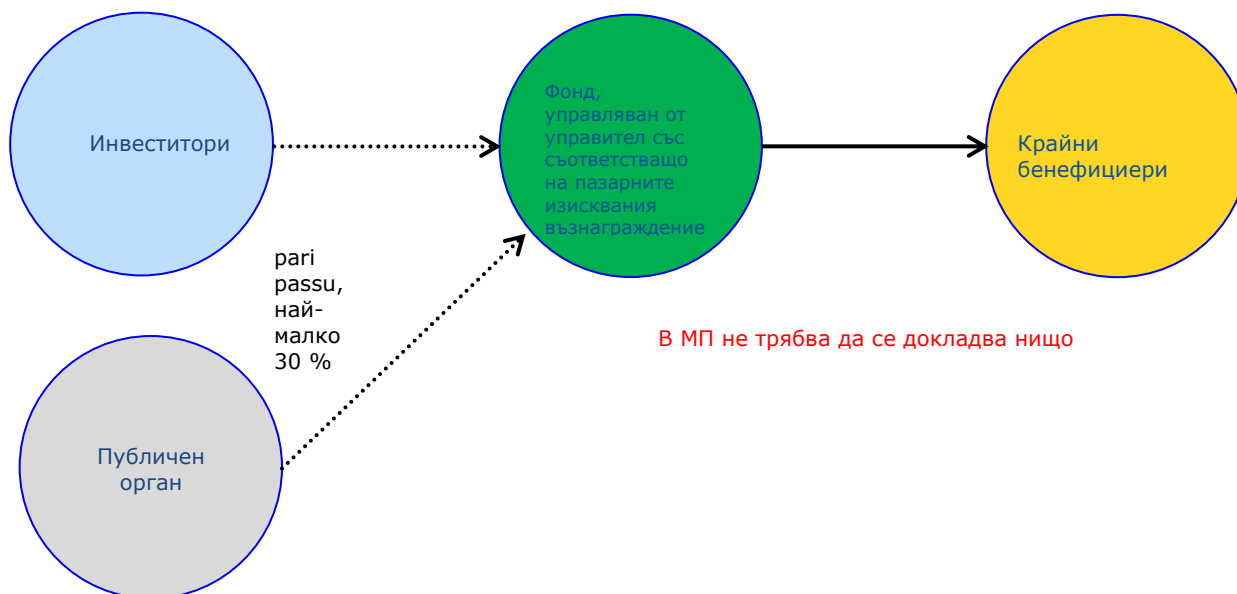 Инвеститори
Фонд,
управляван от
управител със
съответстващо
на пазарните
изисквания
възнаграждение
Крайни
бенефициери
pari
passu,
най-
малко
30 %
В МП не трябва да се докладва нищо
Публичен
орган